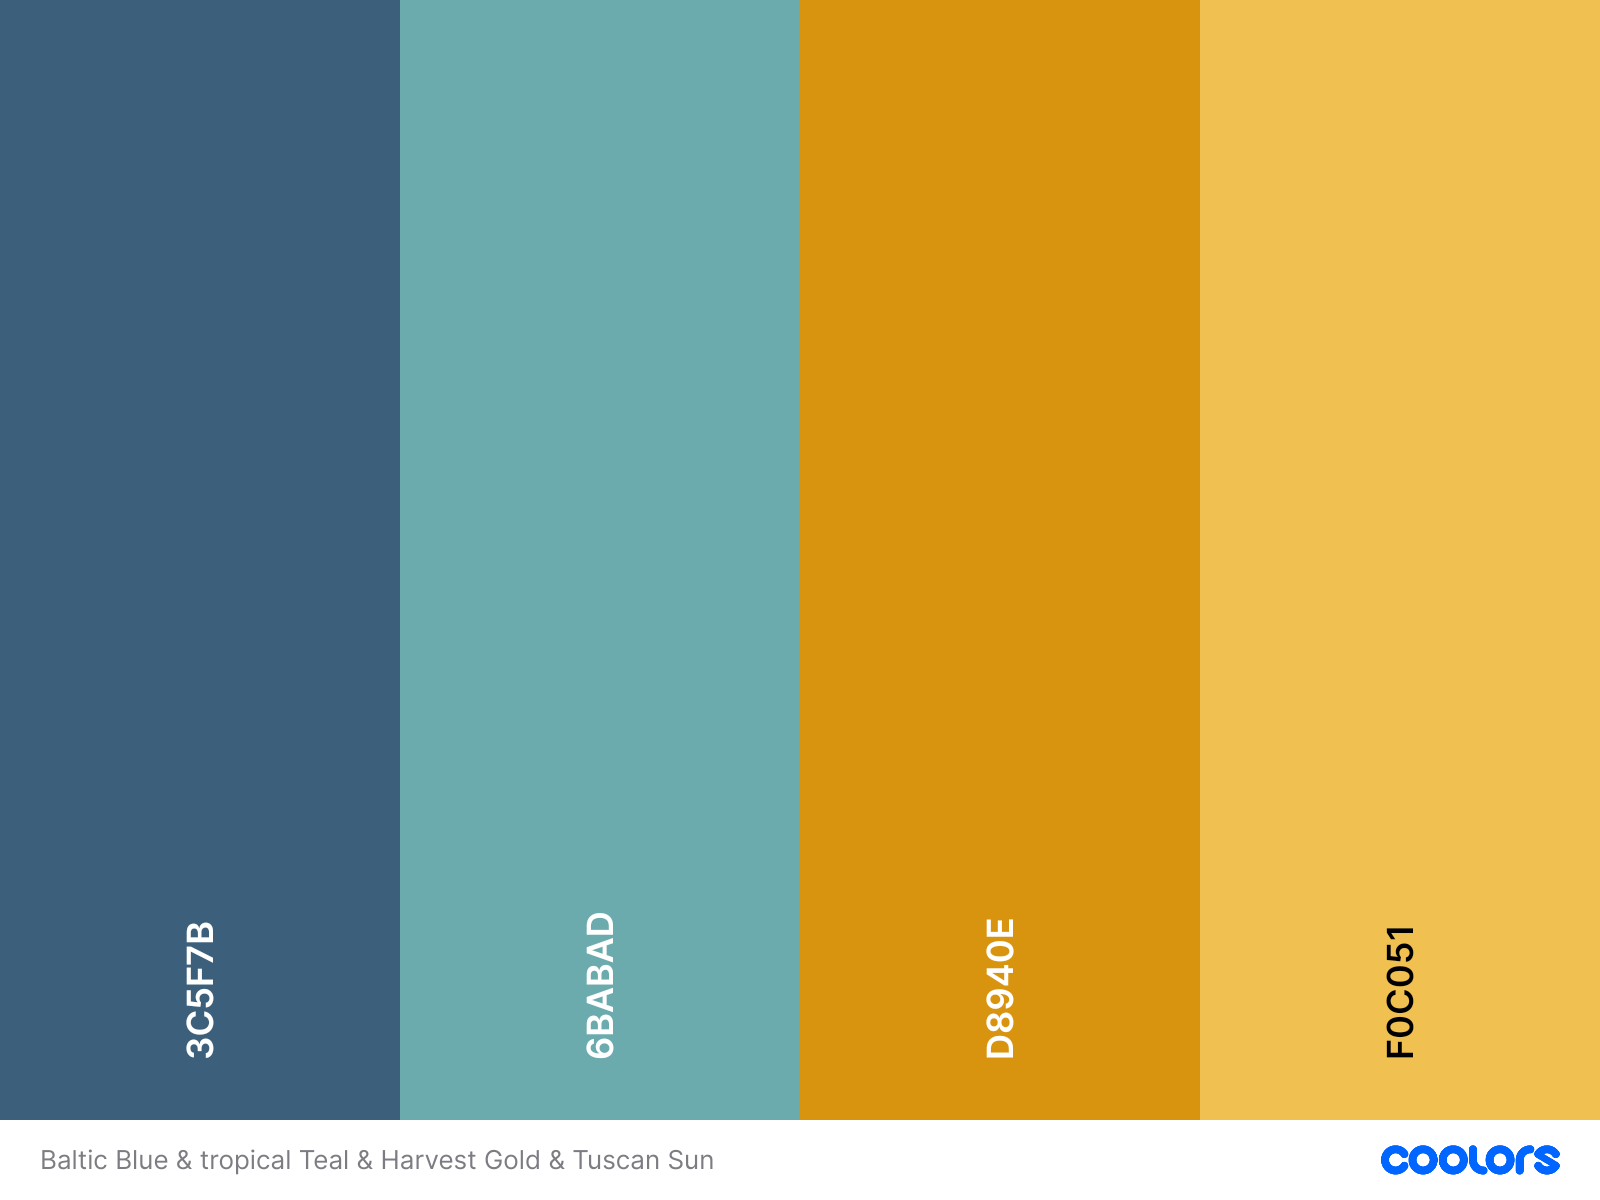 3C5F7B
6BABAD
D8940E
F0C051
Baltic Blue & tropical Teal & Harvest Gold & Tuscan Sun
coolors